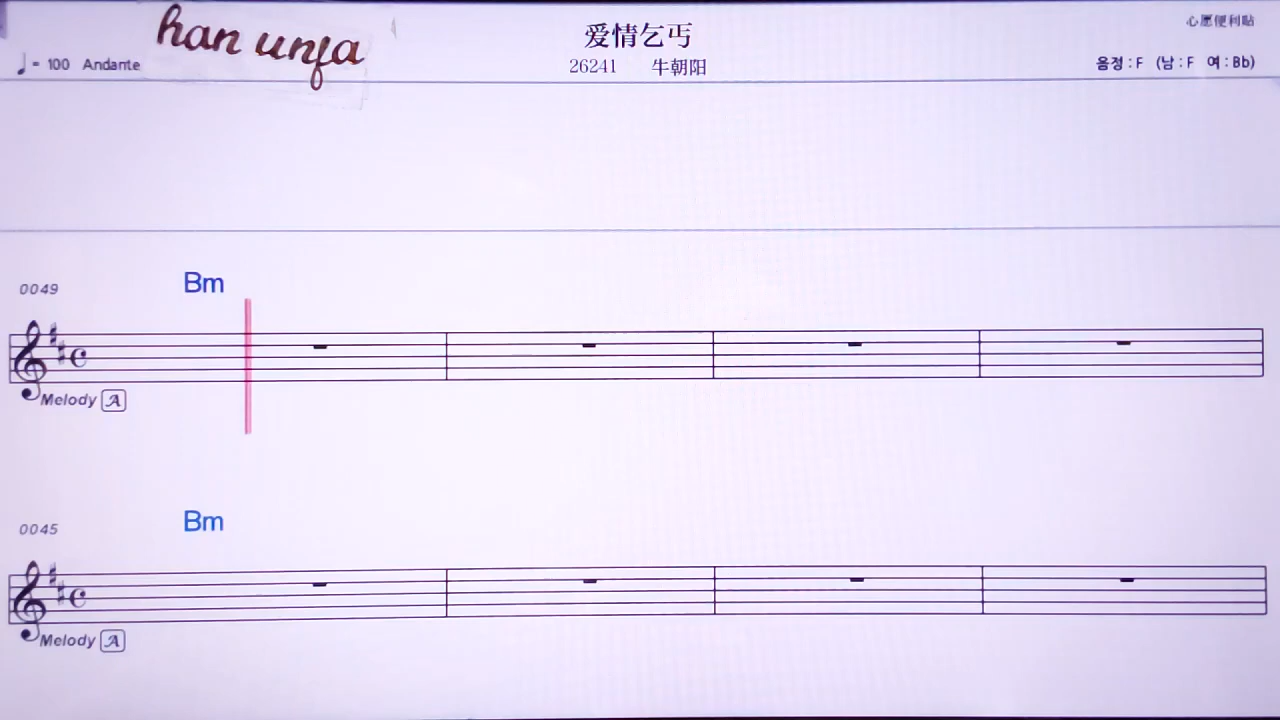 han unfa
爱情乞丐
心愿便利贴
♩= 100 Andante
26241 牛朝阳
음정 : F (남 : F 여 : Bb)
0049 Bm
Melody A
0045 Bm
Melody A